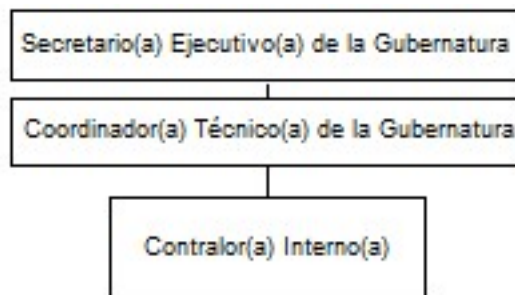 Secretario(a) Ejecutivo(a) de la Gubernatura
Coordinador(a) Técnico(a) de la Gubernatura
Contralor(a) Interno(a)